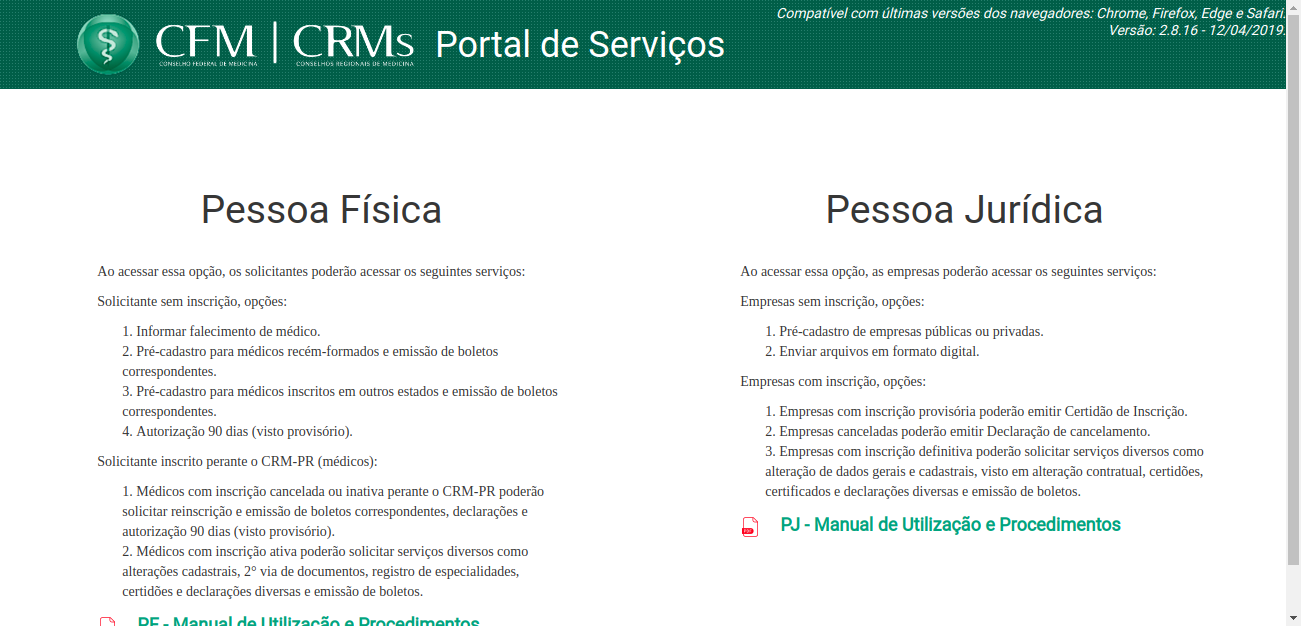 Compatível com últimas versões dos navegadores: Chrome, Firefox, Edge e Safari.
Versão: 2.8.16 - 12/04/2019.
CFM | CRMs Portal de Serviços
CONSELHO FEDERAL DE MEDICINA CONSELHOS REGIONAIS DE MEDICINA
Pessoa Física
Ao acessar essa opção, os solicitantes poderão acessar os seguintes serviços:
Solicitante sem inscrição, opções:
1. Informar falecimento de médico.
2. Pré-cadastro para médicos recém-formados e emissão de boletos
correspondentes.
3. Pré-cadastro para médicos inscritos em outros estados e emissão de boletos
correspondentes.
4. Autorização 90 dias (visto provisório).
Solicitante inscrito perante o CRM-PR (médicos):
1. Médicos com inscrição cancelada ou inativa perante o CRM-PR poderão
solicitar reinscrição e emissão de boletos correspondentes, declarações e
autorização 90 dias (visto provisório).
2. Médicos com inscrição ativa poderão solicitar serviços diversos como
alterações cadastrais, 2° via de documentos, registro de especialidades,
certidões e declarações diversas e emissão de boletos.
PF - Manual de Utilização e Procedimentos
Pessoa Jurídica
Ao acessar essa opção, as empresas poderão acessar os seguintes serviços:
Empresas sem inscrição, opções:
1. Pré-cadastro de empresas públicas ou privadas.
2. Enviar arquivos em formato digital.
Empresas com inscrição, opções:
1. Empresas com inscrição provisória poderão emitir Certidão de Inscrição.
2. Empresas canceladas poderão emitir Declaração de cancelamento.
3. Empresas com inscrição definitiva poderão solicitar serviços diversos como
alteração de dados gerais e cadastrais, visto em alteração contratual, certidões,
certificados e declarações diversas e emissão de boletos.
PDF PJ - Manual de Utilização e Procedimentos